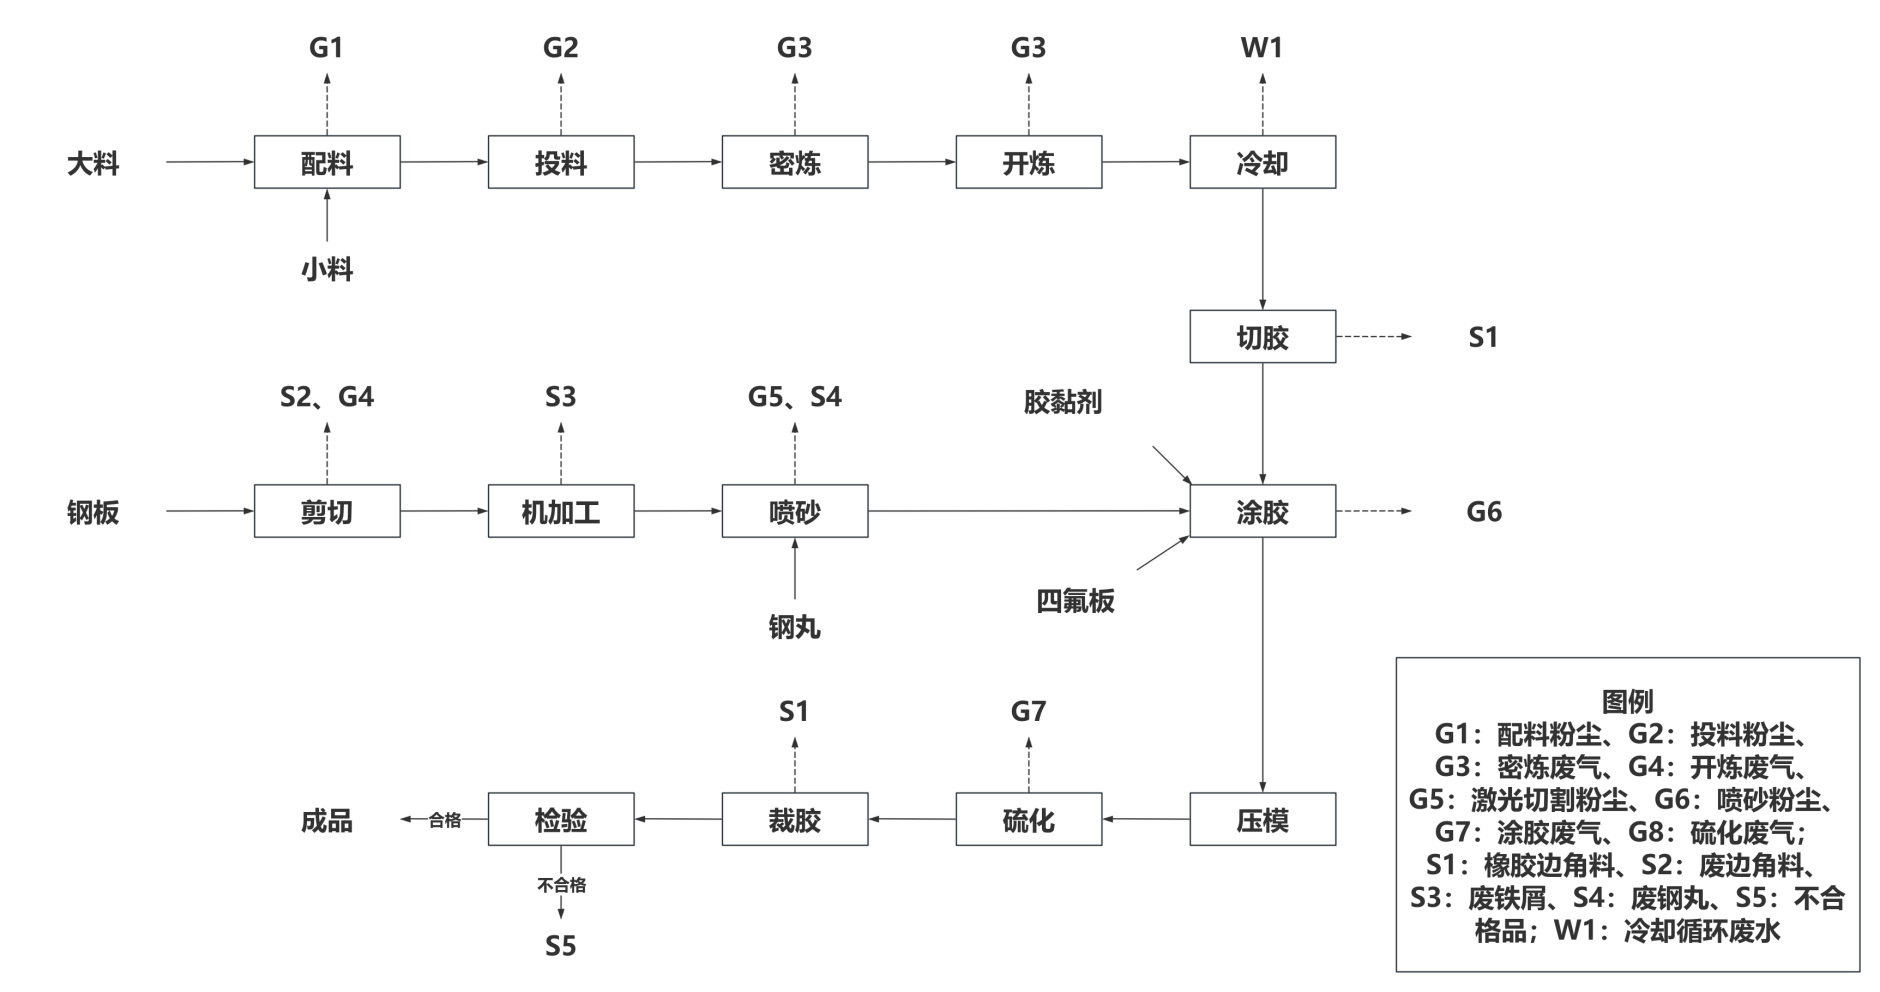 G1
G2
G3
G3
W1
大料
配料
投料
密炼
开炼
冷却
小料
切胶
S1
S2、G4
S3
G5、S4
胶黏剂
钢板
剪切
机加工
喷砂
涂胶
G6
四氟板
钢丸
S1
G7
成品
合格
检验
裁胶
硫化
压模
不合格
S5
图例
G1：配料粉尘、G2：投料粉尘、
G3：密炼废气、G4：开炼废气、
G5：激光切割粉尘、G6：喷砂粉尘、
G7：涂胶废气、G8：硫化废气；
S1：橡胶边角料、S2：废边角料、
S3：废铁屑、S4：废钢丸、S5：不合
格品；W1：冷却循环废水